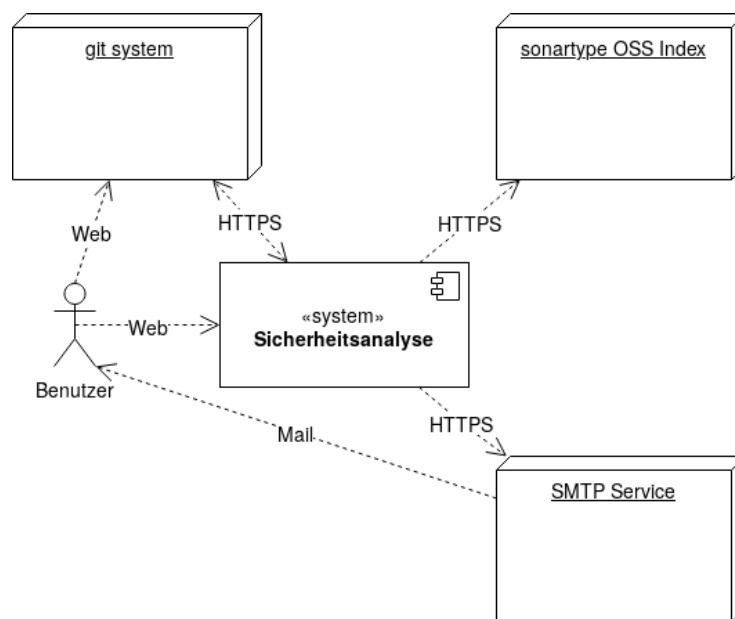 git system
sonartype OSS Index
Web
HTTPS
HTTPS
«system»
Sicherheitsanalyse
Web
Benutzer
HTTPS
Mail
SMTP Service